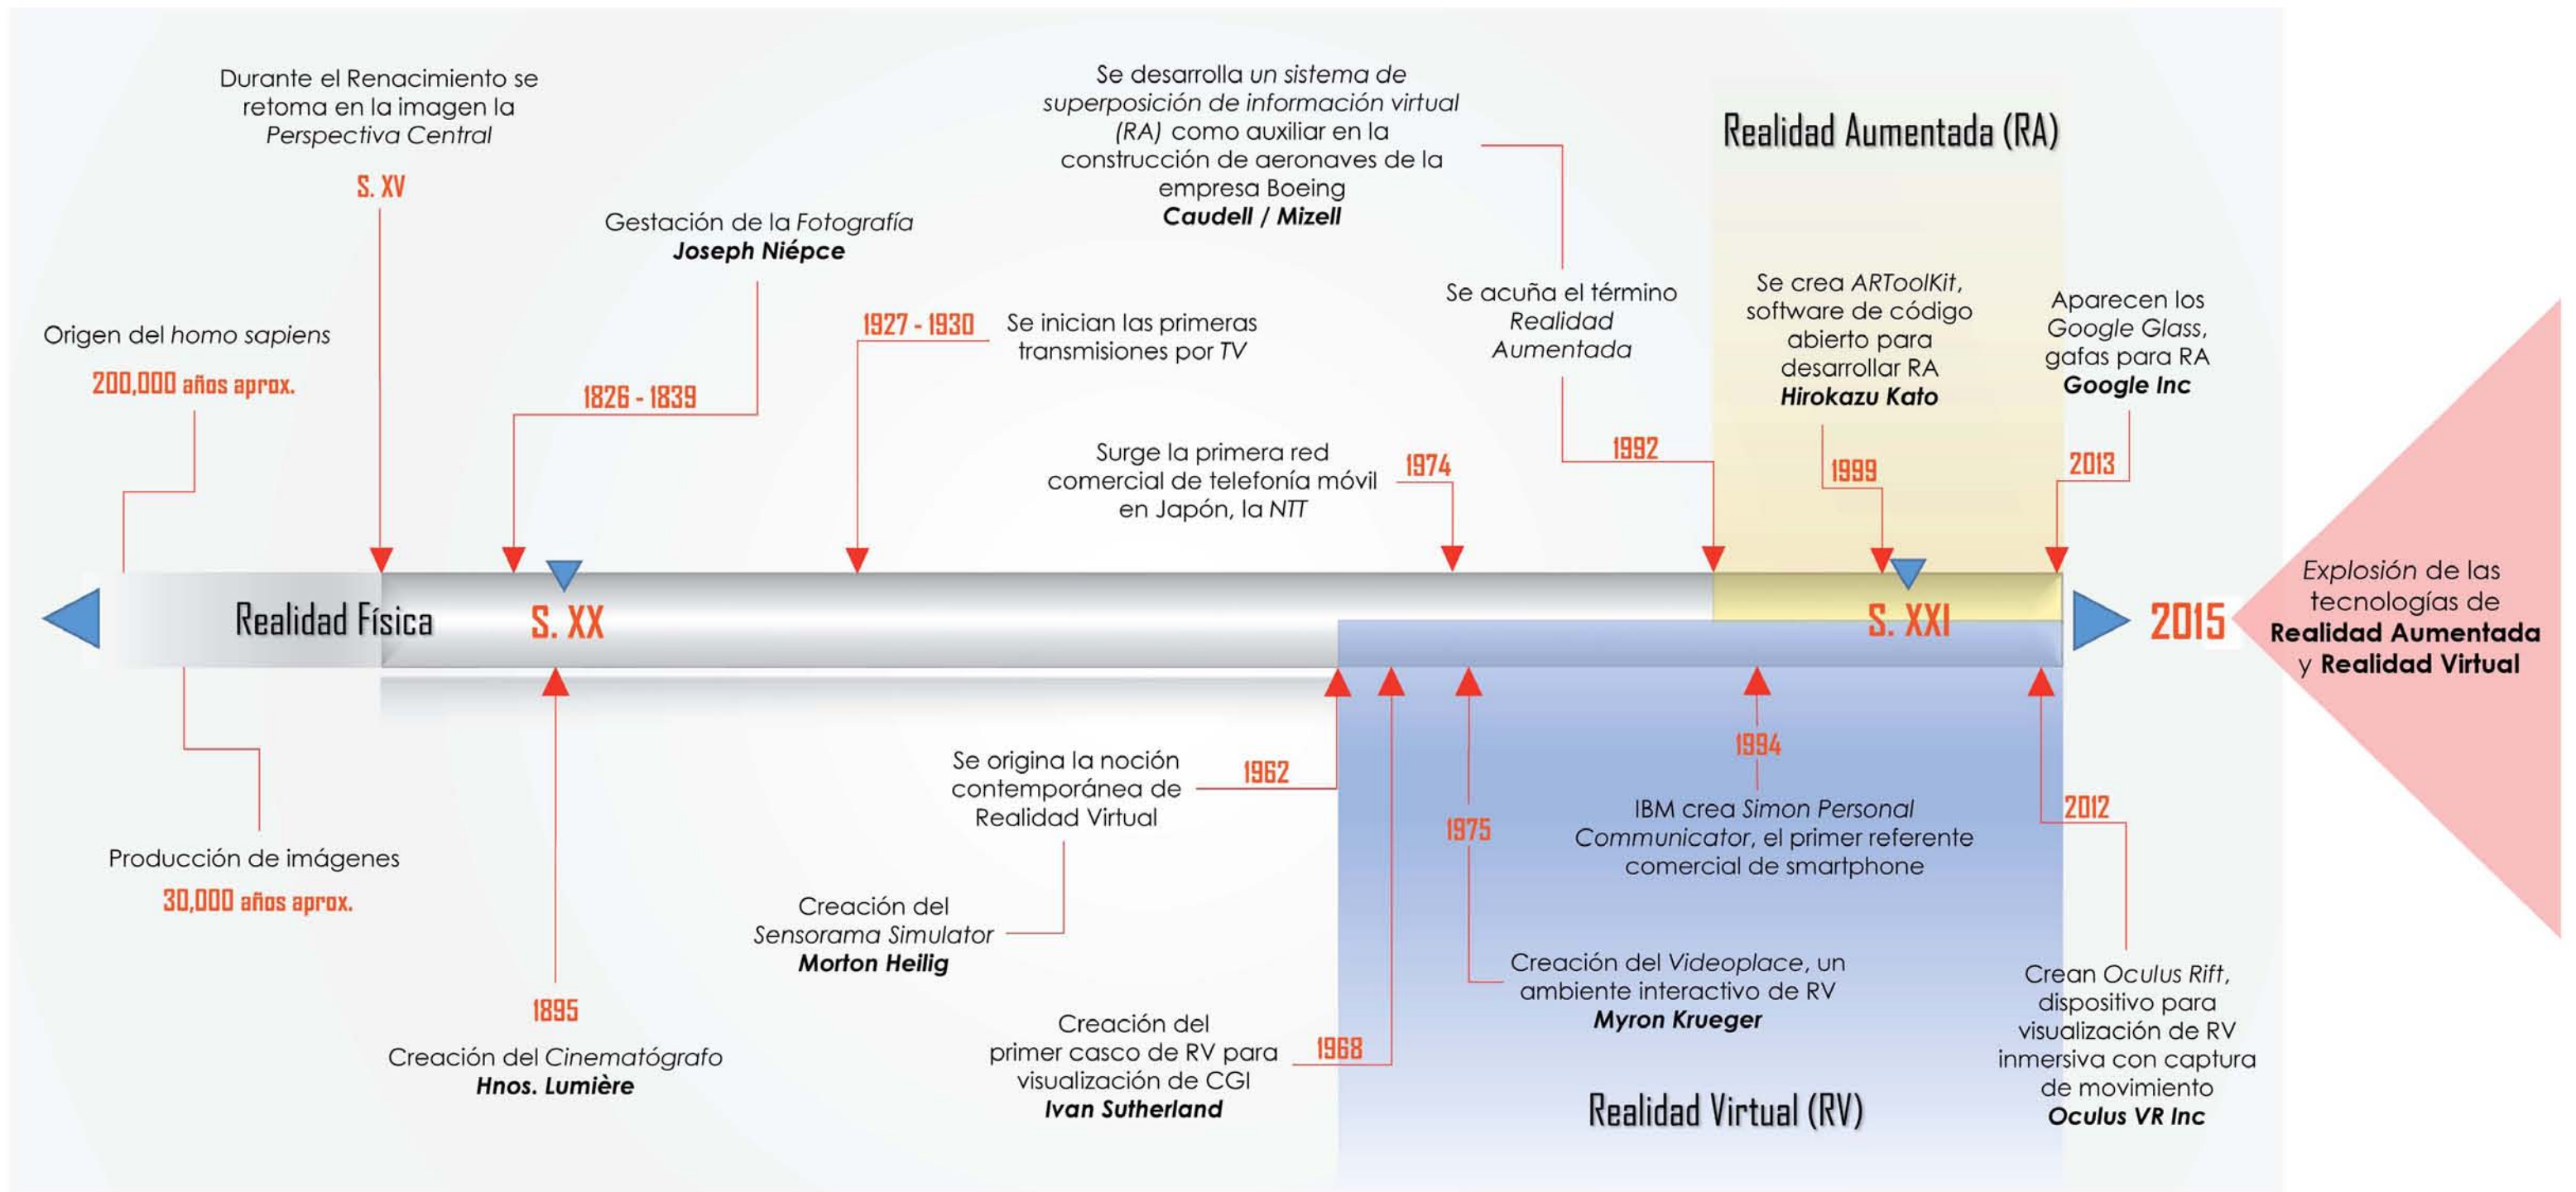 Durante el Renacimiento se
retoma en la imagen la
Perspectiva Central
S. XV
Origen del homo sapiens
200,000 años aprox.
Gestación de la Fotografía
Joseph Niépce
1826 - 1839
1927 - 1930
Se inician las primeras
transmisiones por TV
Se desarrolla un sistema de
superposición de información virtual
(RA) como auxiliar en la
construcción de aeronaves de la
empresa Boeing
Caudell / Mizell
Se acuña el término
Realidad
Aumentada
1992
Surge la primera red
comercial de telefonía móvil
en Japón, la NTT
1974
Realidad Aumentada (RA)
Se crea ARToolKit,
software de código
abierto para
desarrollar RA
Hirokazu Kato
1999
Aparecen los
Google Glass,
gafas para RA
Google Inc
2013
Realidad Física
S. XX
S. XXI
2015
Explosión de las
tecnologías de
Realidad Aumentada
y Realidad Virtual
Producción de imágenes
30,000 años aprox.
1895
Creación del Cinematógrafo
Hnos. Lumière
Se origina la noción
contemporánea de
Realidad Virtual
1962
Creación del
Sensorama Simulator
Morton Heilig
Creación del
primer casco de RV para
visualización de CGI
Ivan Sutherland
1968
1975
Creación del Videoplace, un
ambiente interactivo de RV
Myron Krueger
1994
IBM crea Simon Personal
Communicator, el primer referente
comercial de smartphone
2012
Crean Oculus Rift,
dispositivo para
visualización de RV
inmersiva con captura
de movimiento
Oculus VR Inc
Realidad Virtual (RV)